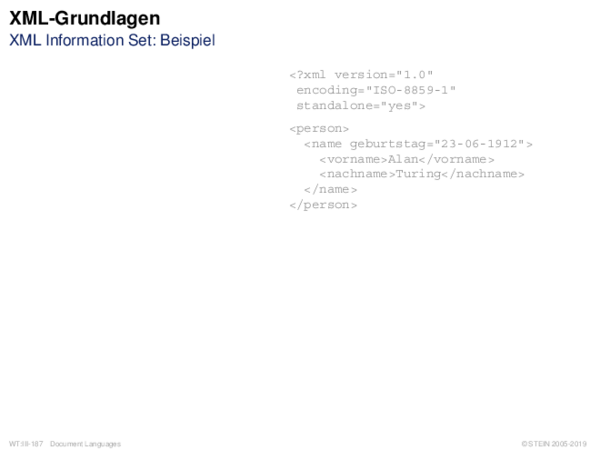 XML-Grundlagen
XML Information Set: Beispiel
<?xml version="1.0"
encoding="ISO-8859-1"
standalone="yes">
<person>
<name geburtstag="23-06-1912">
<vorname>Alan</vorname>
<nachname>Turing</nachname>
</name>
</person>
WT:III-187 Document Languages
© STEIN 2005-2019